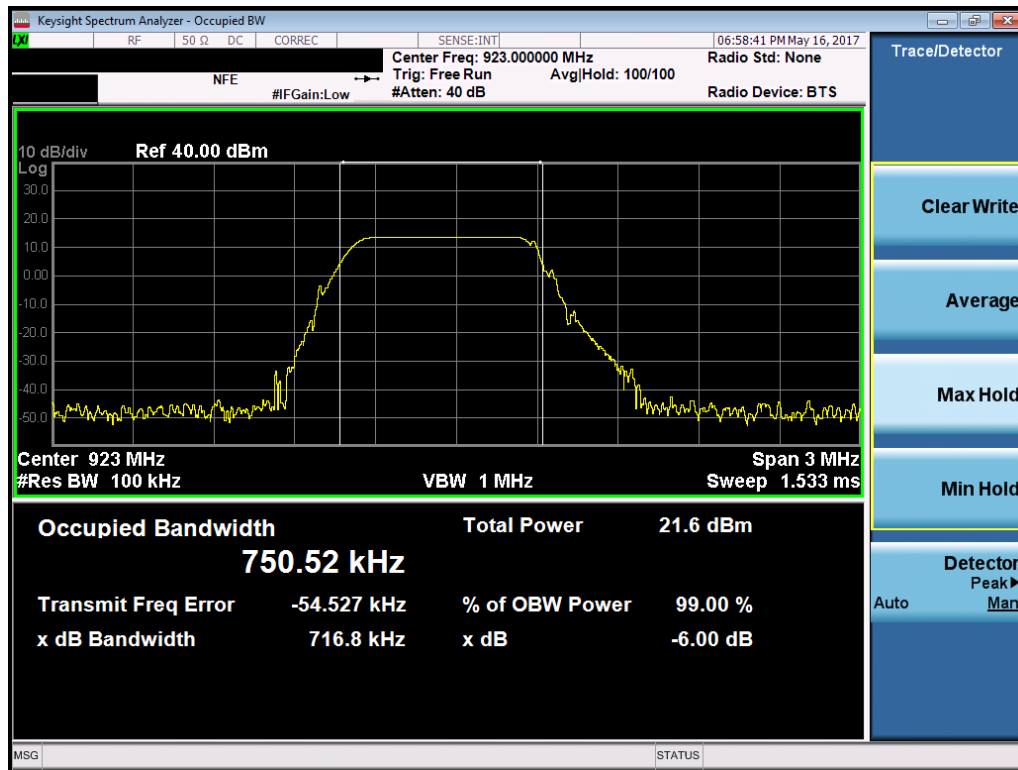 Keysight Spectrum Analyzer - Occupied BW
LXI RF 50 Ω DC CORREC SENSE:INT 06:58:41 PM May 16, 2017
Center Freq: 923.000000 MHz Radio Std: None
NFE Trig: Free Run Avg|Hold: 100/100
#IFGain:Low #Atten: 40 dB Radio Device: BTS
Trace/Detector
10 dB/div Ref 40.00 dBm
Log
30.0
20.0
10.0
0.00
-10.0
-20.0
-30.0
-40.0
-50.0
Center 923 MHz Span 3 MHz
#Res BW 100 kHz VBW 1 MHz Sweep 1.533 ms
Occupied Bandwidth Total Power 21.6 dBm
750.52 kHz
Transmit Freq Error -54.527 kHz % of OBW Power 99.00 %
x dB Bandwidth 716.8 kHz x dB -6.00 dB
Clear Write
Average
Max Hold
Min Hold
Detector
Peak▶
Auto Man
MSG STATUS